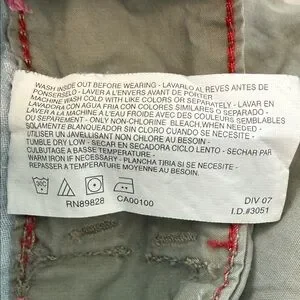 WASH INSIDE OUT BEFORE WEARING - LAVARLO AL REVES ANTES DE
PONSERSELO - LAVER A L'ENVERS AVANT DE PORTER
MACHINE WASH COLD WITH LIKE COLORS OR SEPARATELY - LAVAR EN
LAVADORA CON AGUA FRIA CON COLORES SIMILARES O SEPARADO -
LAVER A LA MACHINE A L'EAU FROIDE AVEC DES COULEURS SEMBLABLES
OU SEPAREMENT - ONLY NON-CHLORINE BLEACH WHEN NEEDED -
SOLAMENTE BLANQUEADOR SIN CLORO CUANDO SE NECESITE -
UTILISER UN JAVELLISANT NON CHLORE AU BESOIN -
TUMBLE DRY LOW - SECAR EN SECADORA CICLO LENTO - SECHAR PAR
CULBUTAGE A BASSE TEMPERATURE -
WARM IRON IF NECESSARY - PLANCHA TIBIA SI SE NECESITE -
REPASSER A TEMPERATURE MOYENNE AU BESOIN.
30C
RN89828 CA00100
DIV 07
I.D.#3051